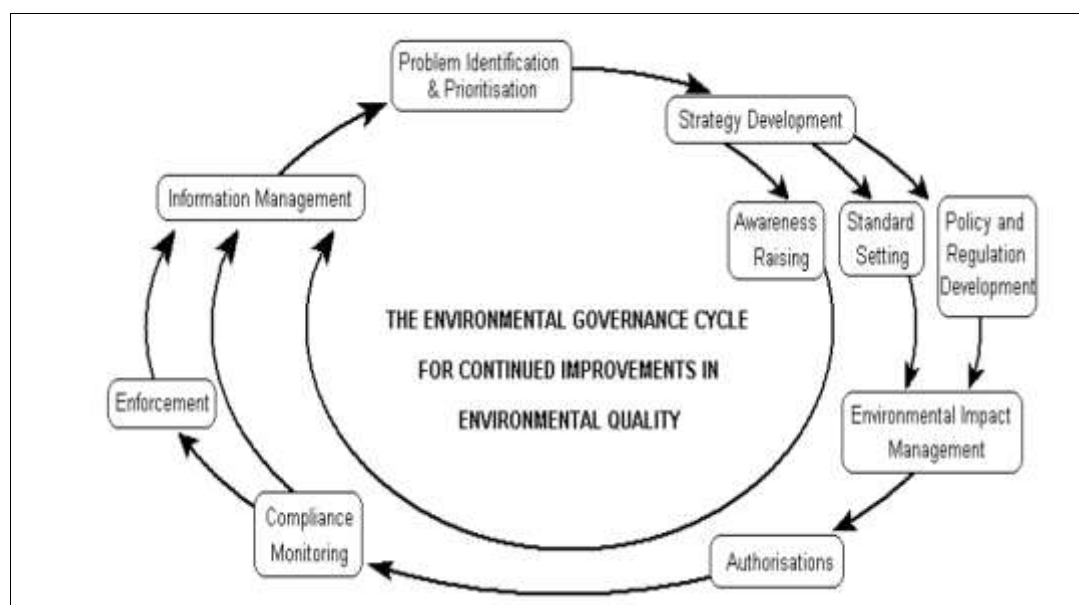 Problem Identification
& Prioritisation
Strategy Development
Information Management
Awareness
Raising
Standard
Setting
Policy and
Regulation
Development
THE ENVIRONMENTAL GOVERNANCE CYCLE
FOR CONTINUED IMPROVEMENTS IN
ENVIRONMENTAL QUALITY
Enforcement
Environmental Impact
Management
Compliance
Monitoring
Authorisations